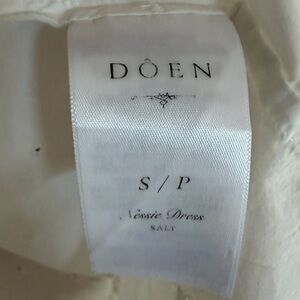 DÔEN
S / P
Nessie Dress
SALT